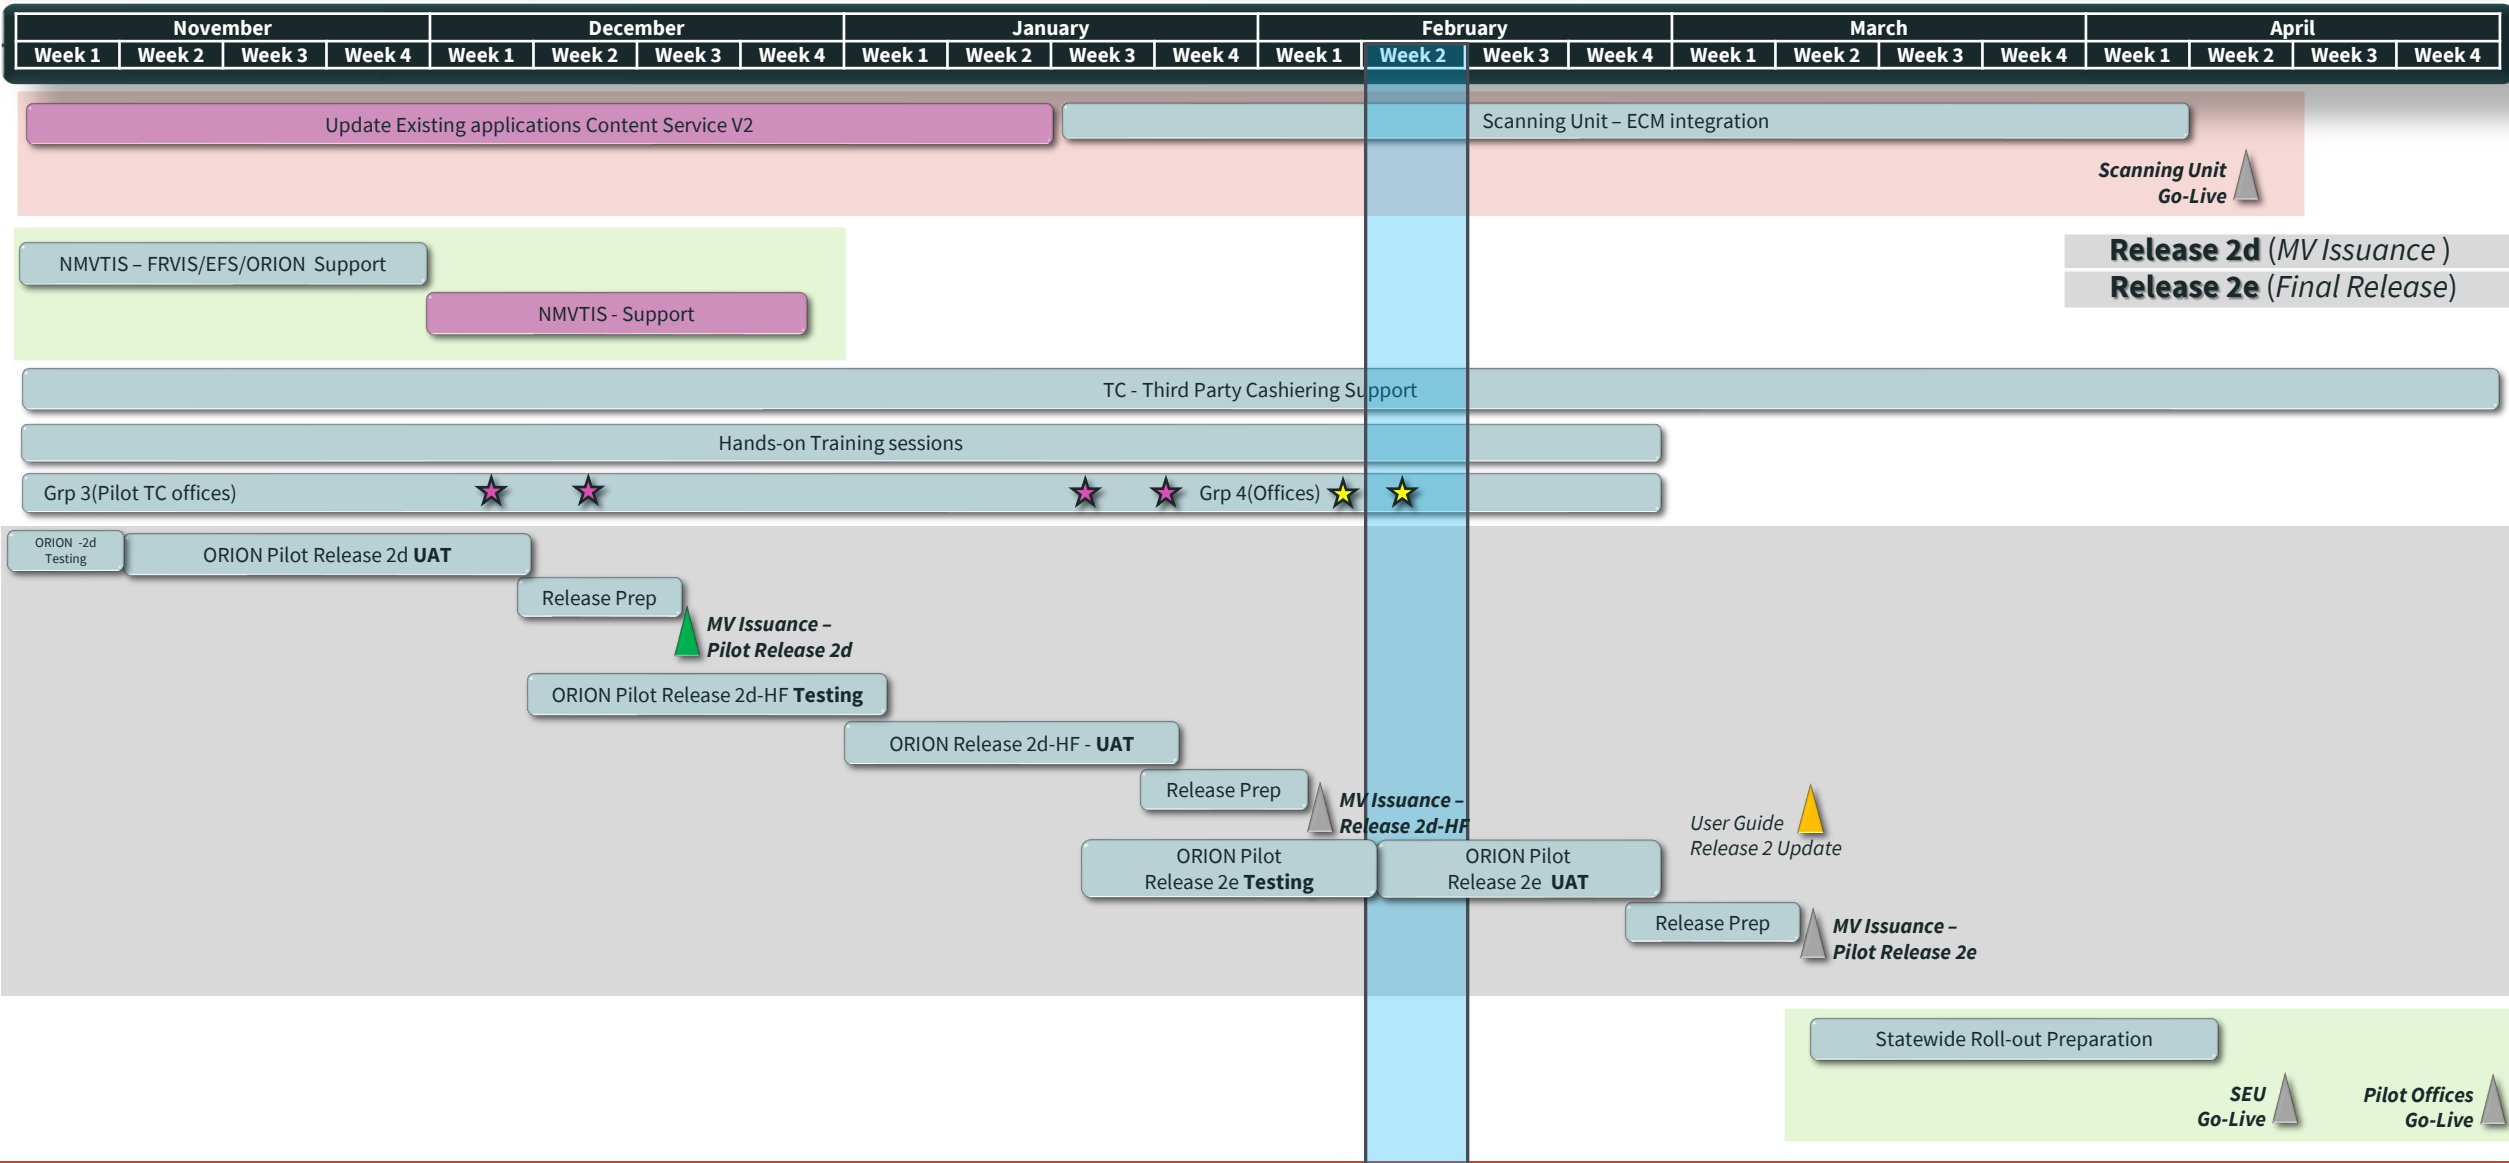 November December January February March April
Week 1 Week 2 Week 3 Week 4 Week 1 Week 2 Week 3 Week 4 Week 1 Week 2 Week 3 Week 4 Week 1 Week 2 Week 3 Week 4 Week 1 Week 2 Week 3 Week 4 Week 1 Week 2 Week 3 Week 4
Update Existing applications Content Service V2
Scanning Unit – ECM integration
Scanning Unit
Go-Live
NMVTIS – FRVIS/EFS/ORION Support
NMVTIS - Support
Release 2d (MV Issuance )
Release 2e (Final Release)
TC - Third Party Cashiering Support
Hands-on Training sessions
Grp 3(Pilot TC offices)
Grp 4(Offices)
ORION -2d
Testing
ORION Pilot Release 2d UAT
Release Prep
MV Issuance –
Pilot Release 2d
ORION Pilot Release 2d-HF Testing
ORION Release 2d-HF - UAT
Release Prep
MV Issuance –
Release 2d-HF
User Guide
Release 2 Update
ORION Pilot
Release 2e Testing
ORION Pilot
Release 2e UAT
Release Prep
MV Issuance –
Pilot Release 2e
Statewide Roll-out Preparation
SEU
Go-Live
Pilot Offices
Go-Live